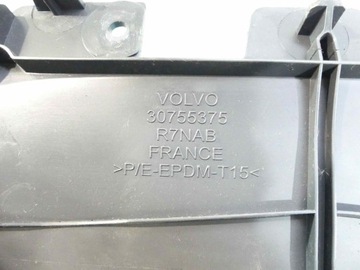 VOLVO
30755375
R7NAB
FRANCE
>P/E-EPDM-T15<